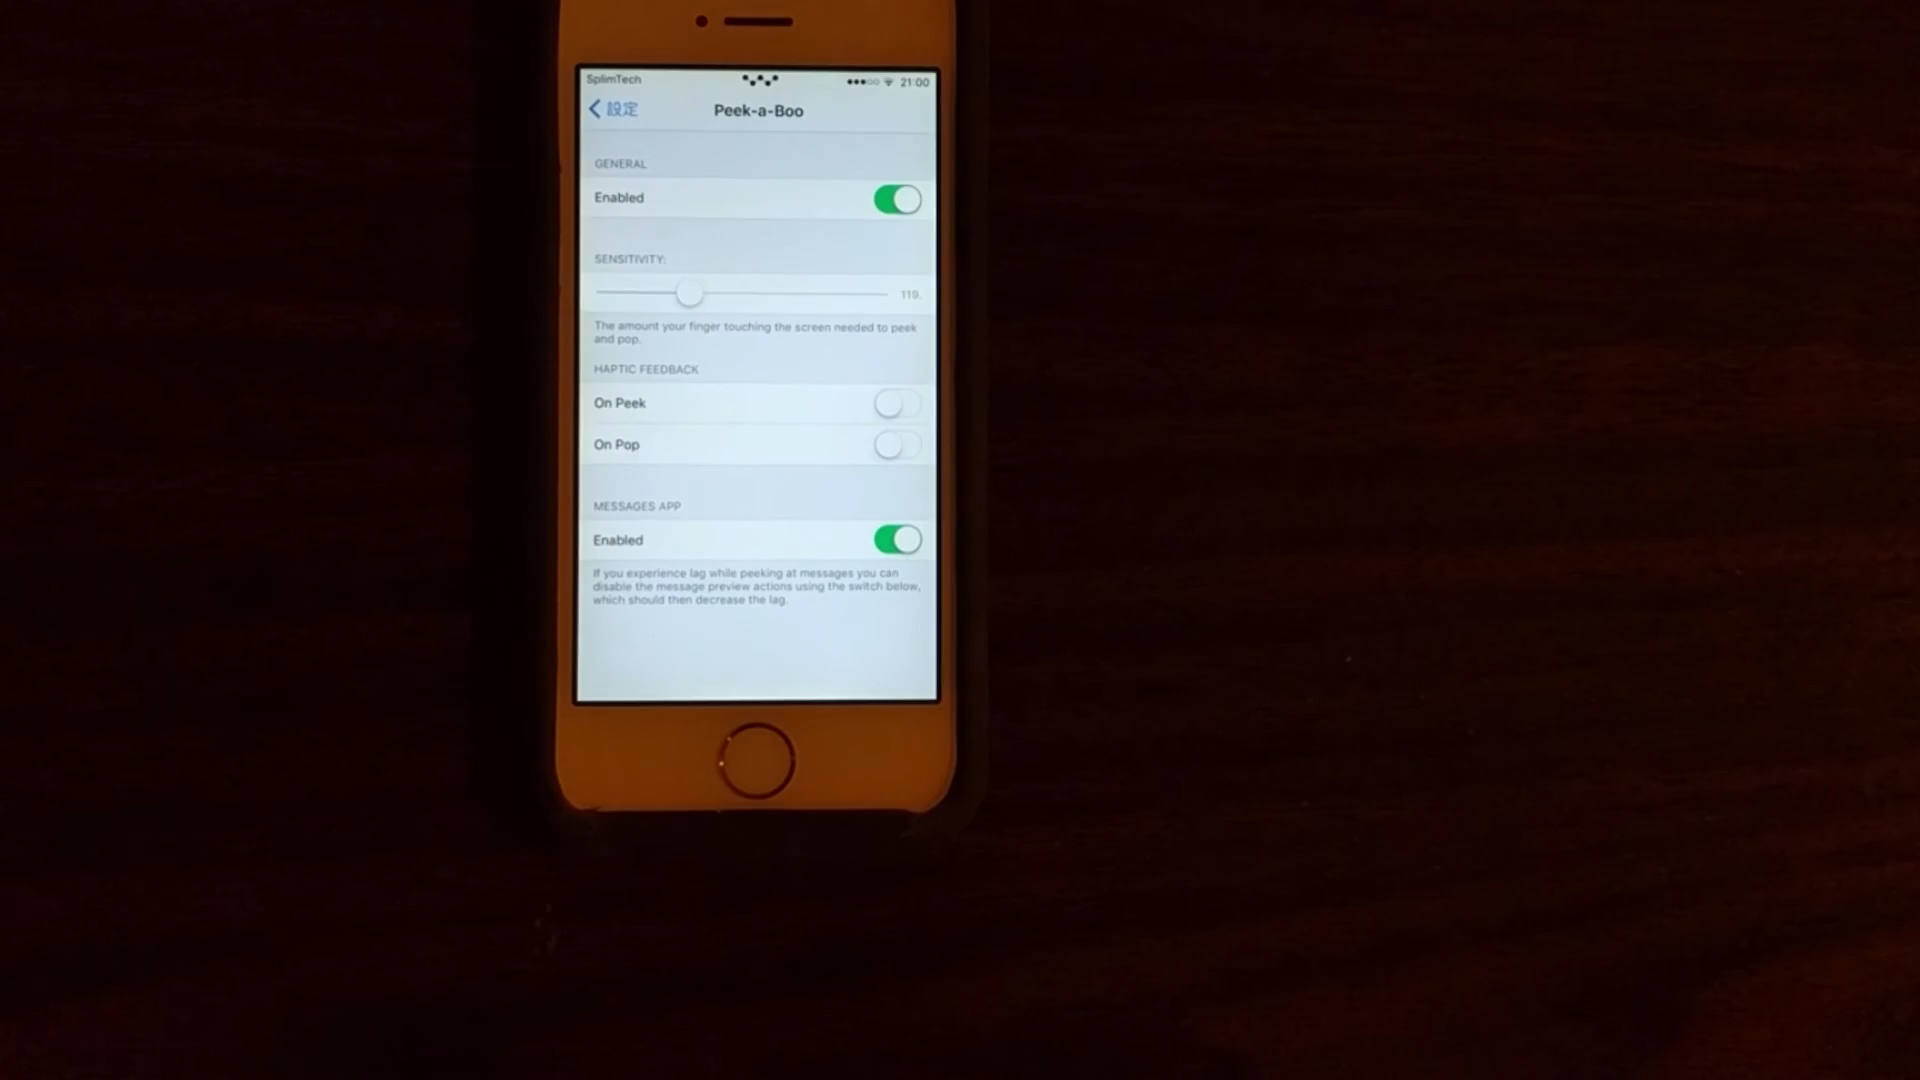 SplimTech 21:00
設定 Peek-a-Boo
GENERAL
Enabled
SENSITIVITY:
119.
The amount your finger touching the screen needed to peek
and pop.
HAPTIC FEEDBACK
On Peek
On Pop
MESSAGES APP
Enabled
If you experience lag while peeking at messages you can
disable the message preview actions using the switch below,
which should then decrease the lag.